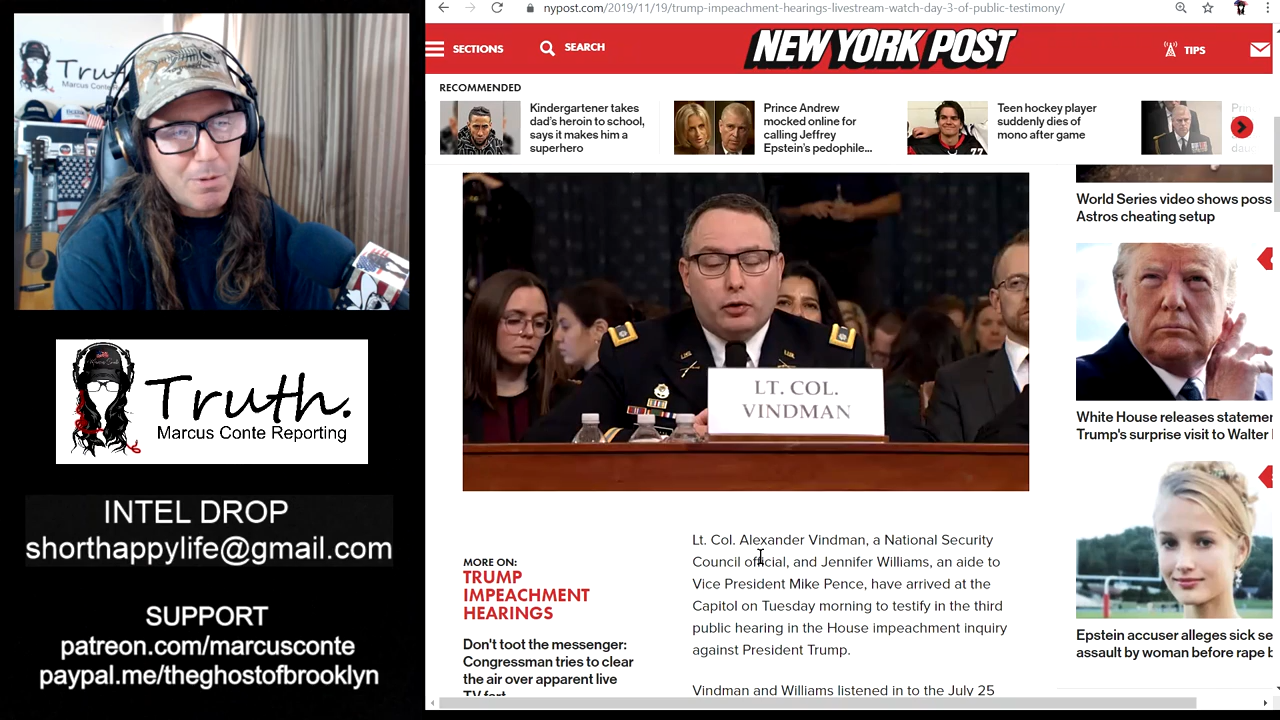 Truth.
Marcus Conte Reporting
INTEL DROP
shorthappylife@gmail.com
SUPPORT
patreon.com/marcusconte
paypal.me/theghostofbrooklyn
nypost.com/2019/11/19/trump-impeachment-hearings-livestream-watch-day-3-of-public-testimony/
SECTIONS
SEARCH
NEW YORK POST
TIPS
RECOMMENDED
Kindergartener takes
dad's heroin to school,
says it makes him a
superhero
Prince Andrew
mocked online for
calling Jeffrey
Epstein's pedophile...
Teen hockey player
suddenly dies of
mono after game
LT. COL.
VINDMAN
MORE ON:
TRUMP
IMPEACHMENT
HEARINGS
Don't toot the messenger:
Congressman tries to clear
the air over apparent live
TV fart
Lt. Col. Alexander Vindman, a National Security
Council official, and Jennifer Williams, an aide to
Vice President Mike Pence, have arrived at the
Capitol on Tuesday morning to testify in the third
public hearing in the House impeachment inquiry
against President Trump.
Vindman and Williams listened in to the July 25
World Series video shows poss
Astros cheating setup
White House releases statemen
Trump's surprise visit to Walter
Epstein accuser alleges sick se
assault by woman before rape b